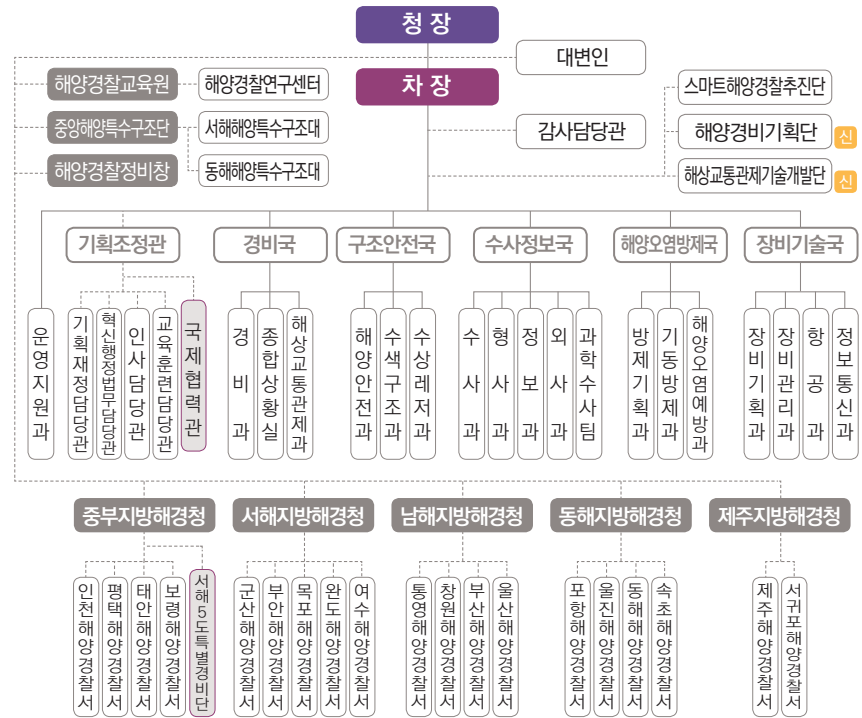 청 장
대변인
차 장
해양경찰교육원
해양경찰연구센터
스마트해양경찰추진단
중앙해양특수구조단
서해해양특수구조대
감사담당관
해양경비기획단
신
해양경찰정비창
동해해양특수구조대
해상교통관제기술개발단
신
기획조정관
경비국
구조안전국
수사정보국
해양오염방제국
장비기술국
운영지원과
기획재정담당관
혁신행정법무담당관
인사담당관
교육훈련담당관
국제협력관
경비과
종합상황실
해상교통관제과
해양안전과
수색구조과
수상레저과
수사과
형사과
정보과
외사과
과학수사팀
방제기획과
기동방제과
해양오염예방과
장비기획과
장비관리과
항공과
정보통신과
중부지방해경청
서해지방해경청
남해지방해경청
동해지방해경청
제주지방해경청
인천해양경찰서
평택해양경찰서
태안해양경찰서
보령해양경찰서
서해5도특별경비단
군산해양경찰서
부안해양경찰서
목포해양경찰서
완도해양경찰서
여수해양경찰서
통영해양경찰서
창원해양경찰서
부산해양경찰서
울산해양경찰서
포항해양경찰서
울진해양경찰서
동해해양경찰서
속초해양경찰서
제주해양경찰서
서귀포해양경찰서